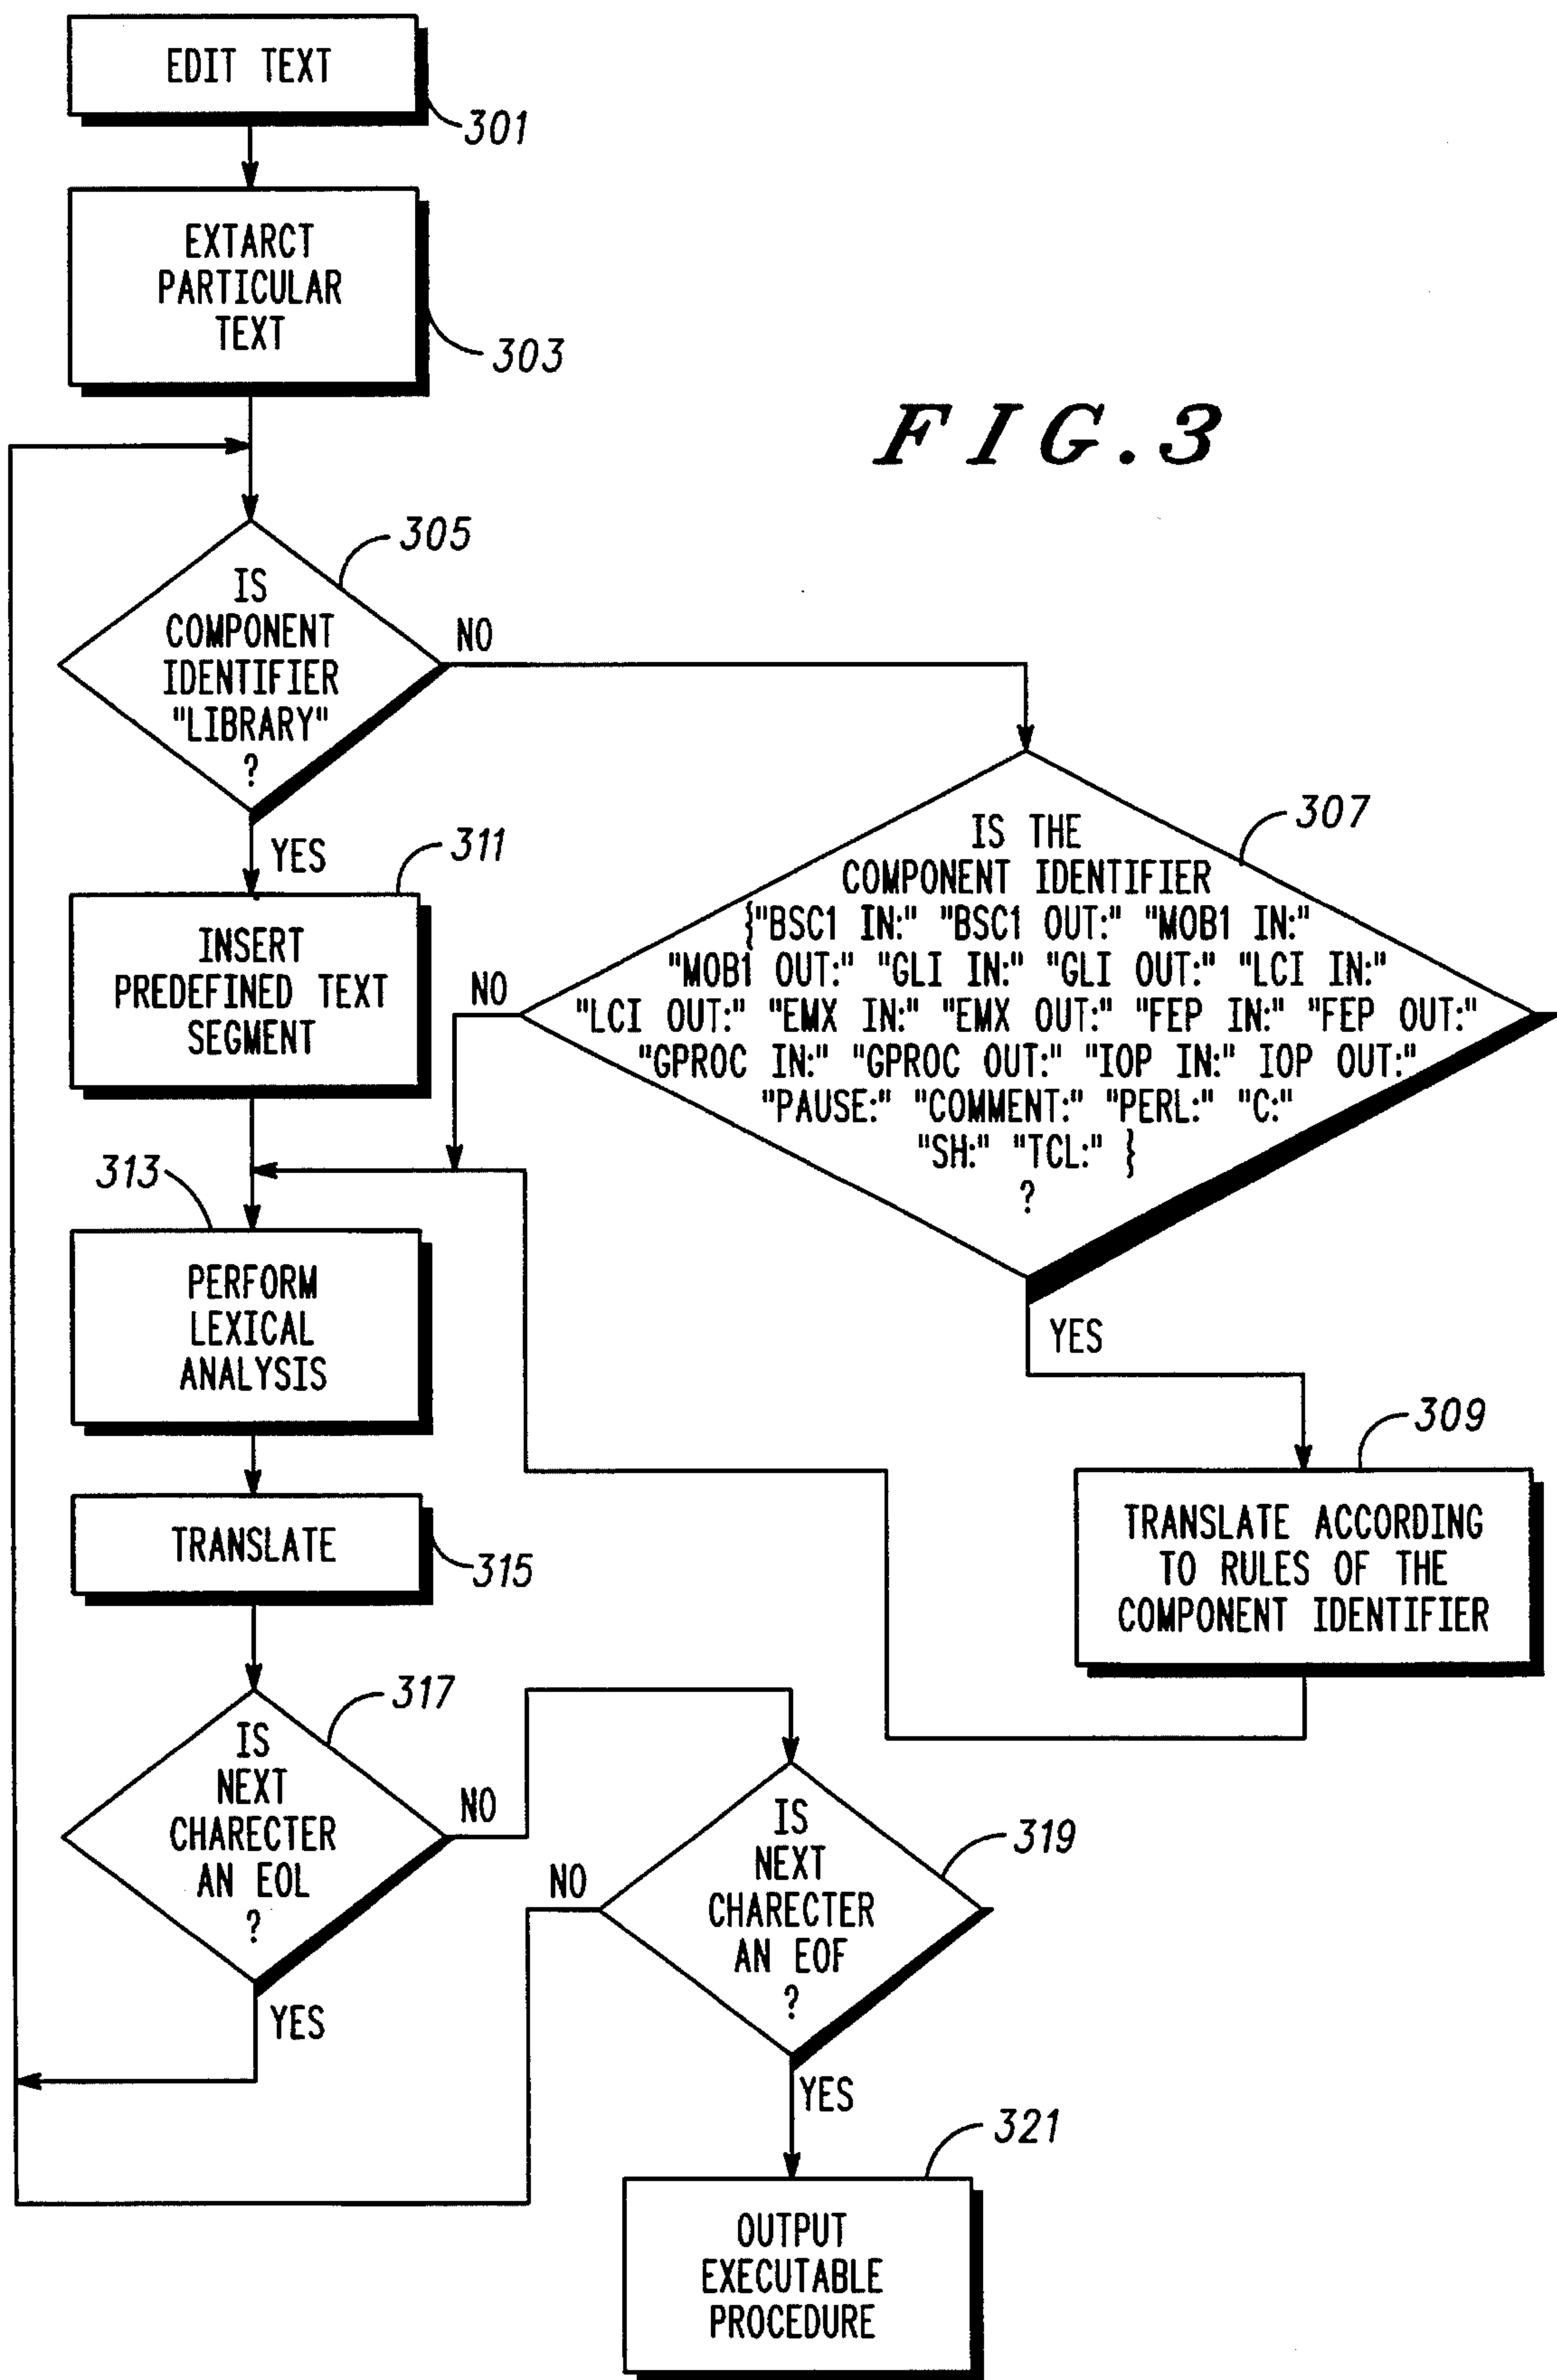 EDIT TEXT
301
EXTARCT
PARTICULAR
TEXT
303
FIG.3
305
IS
COMPONENT
IDENTIFIER
"LIBRARY"
?
NO
YES
307
IS THE
COMPONENT IDENTIFIER
{"BSC1 IN:" "BSC1 OUT:" "MOB1 IN:"
"MOB1 OUT:" "GLI IN:" "GLI OUT:" "LCI IN:"
"LCI OUT:" "EMX IN:" "EMX OUT:" "FEP IN:" "FEP OUT:"
"GPROC IN:" "GPROC OUT:" "IOP IN:" IOP OUT:"
"PAUSE:" "COMMENT:" "PERL:" "C:"
"SH:" "TCL:" }
?
NO
YES
311
INSERT
PREDEFINED TEXT
SEGMENT
313
PERFORM
LEXICAL
ANALYSIS
309
TRANSLATE ACCORDING
TO RULES OF THE
COMPONENT IDENTIFIER
TRANSLATE
315
317
IS
NEXT
CHARECTER
AN EOL
?
NO
YES
319
IS
NEXT
CHARECTER
AN EOF
?
NO
YES
321
OUTPUT
EXECUTABLE
PROCEDURE